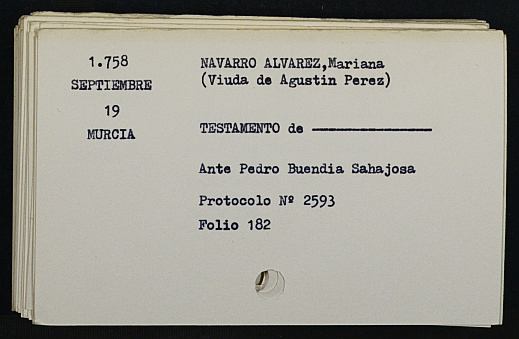 1.758
SEPTIEMBRE
19
MURCIA
NAVARRO ALVAREZ,Mariana
(Viuda de Agustin Perez)
TESTAMENTO de ----------------
Ante Pedro Buendia Sahajosa
Protocolo Nº 2593
Folio 182